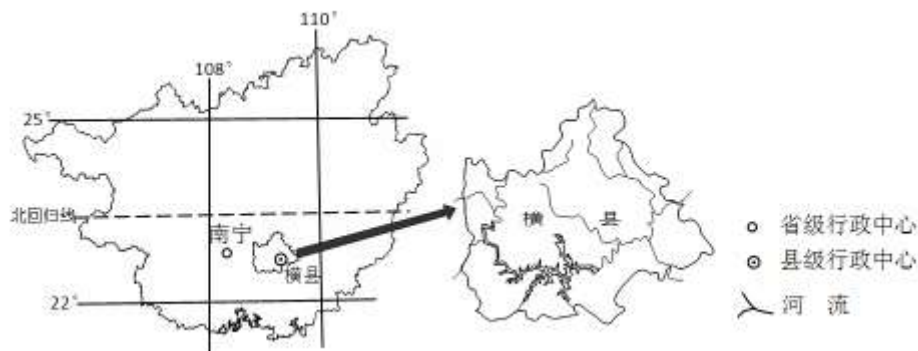 110°
108°
25°
北回归线
南宁
横县
22°
横 县
省级行政中心
县级行政中心
河 流